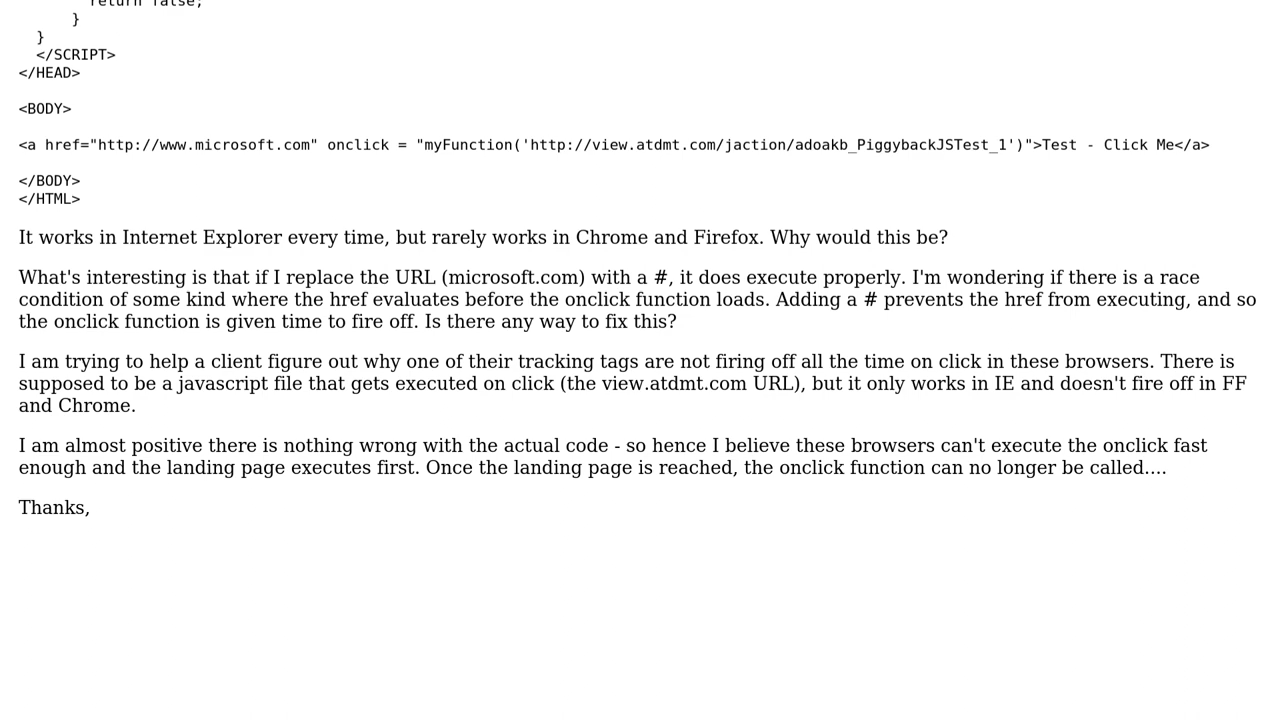 return false;
}
}
</SCRIPT>
</HEAD>
<BODY>
<a href="http://www.microsoft.com" onclick = "myFunction('http://view.atdmt.com/jaction/adoakb_PiggybackJSTest_1')">Test - Click Me</a>
</BODY>
</HTML>
It works in Internet Explorer every time, but rarely works in Chrome and Firefox. Why would this be?
What's interesting is that if I replace the URL (microsoft.com) with a #, it does execute properly. I'm wondering if there is a race
condition of some kind where the href evaluates before the onclick function loads. Adding a # prevents the href from executing, and so
the onclick function is given time to fire off. Is there any way to fix this?
I am trying to help a client figure out why one of their tracking tags are not firing off all the time on click in these browsers. There is
supposed to be a javascript file that gets executed on click (the view.atdmt.com URL), but it only works in IE and doesn't fire off in FF
and Chrome.
I am almost positive there is nothing wrong with the actual code - so hence I believe these browsers can't execute the onclick fast
enough and the landing page executes first. Once the landing page is reached, the onclick function can no longer be called....
Thanks,